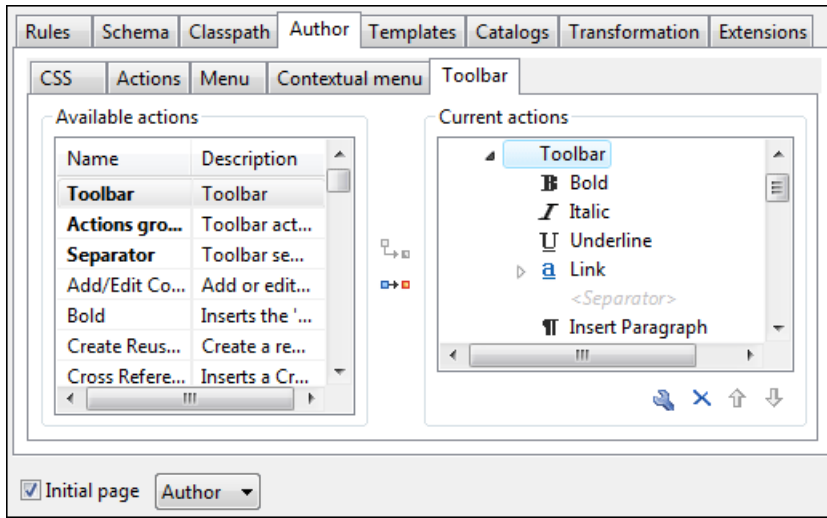 Rules Schema Classpath Author Templates Catalogs Transformation Extensions
CSS Actions Menu Contextual menu Toolbar
Available actions
Name Description
Toolbar Toolbar
Actions gro... Toolbar act...
Separator Toolbar se...
Add/Edit Co... Add or edit...
Bold Inserts the '...
Create Reus... Create a re...
Cross Refere... Inserts a Cr...
Current actions
Toolbar
B Bold
I Italic
U Underline
a Link
<Separator>
¶ Insert Paragraph
Initial page Author